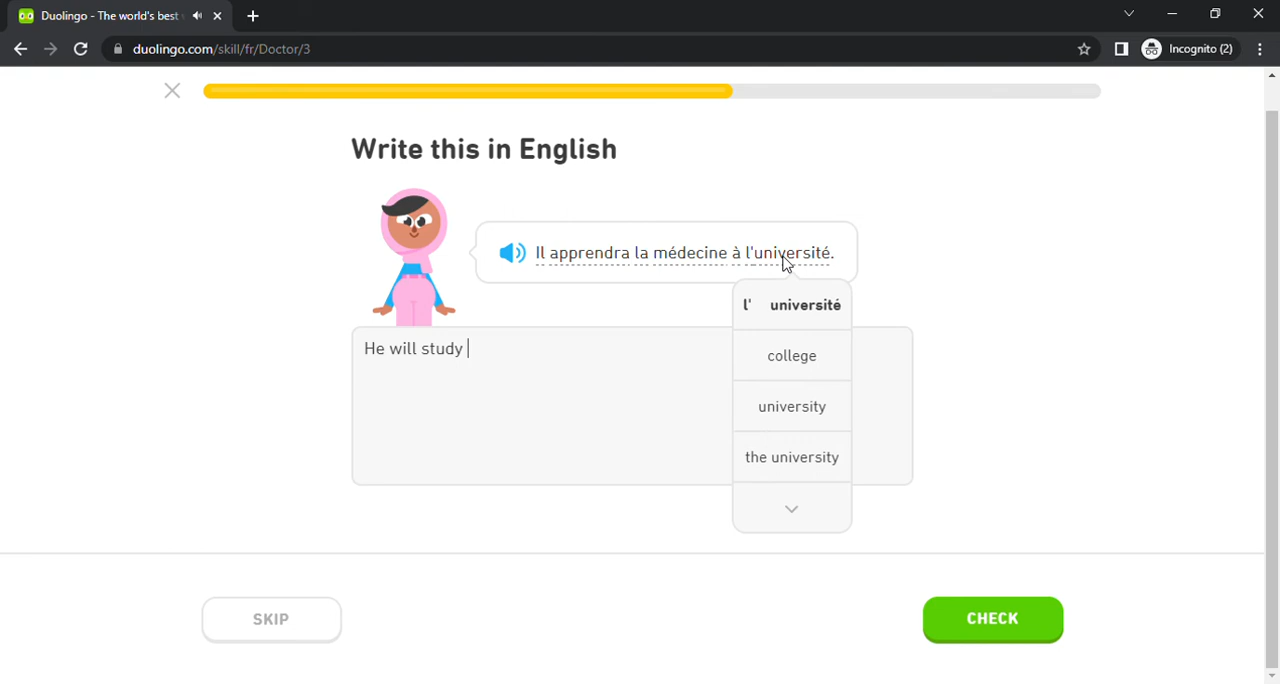 Duolingo - The world's best
duolingo.com/skill/fr/Doctor/3
Incognito (2)
Write this in English
Il apprendra la médecine à l'université.
l' université
college
university
the university
He will study
SKIP
CHECK